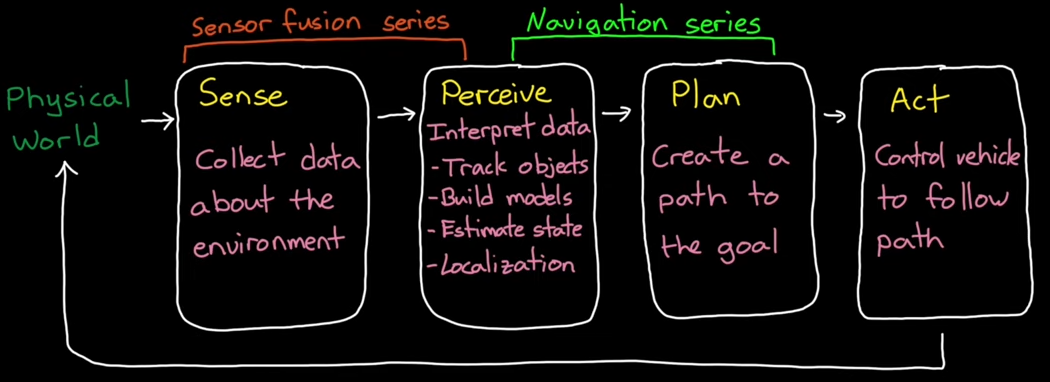 Sensor fusion series
Navigation series
Physical
World
Sense
Collect data
about the
environment
Perceive
Interpret data
-Track objects
-Build models
-Estimate state
-Localization
Plan
Create a
path to
the goal
Act
Control vehicle
to follow
path